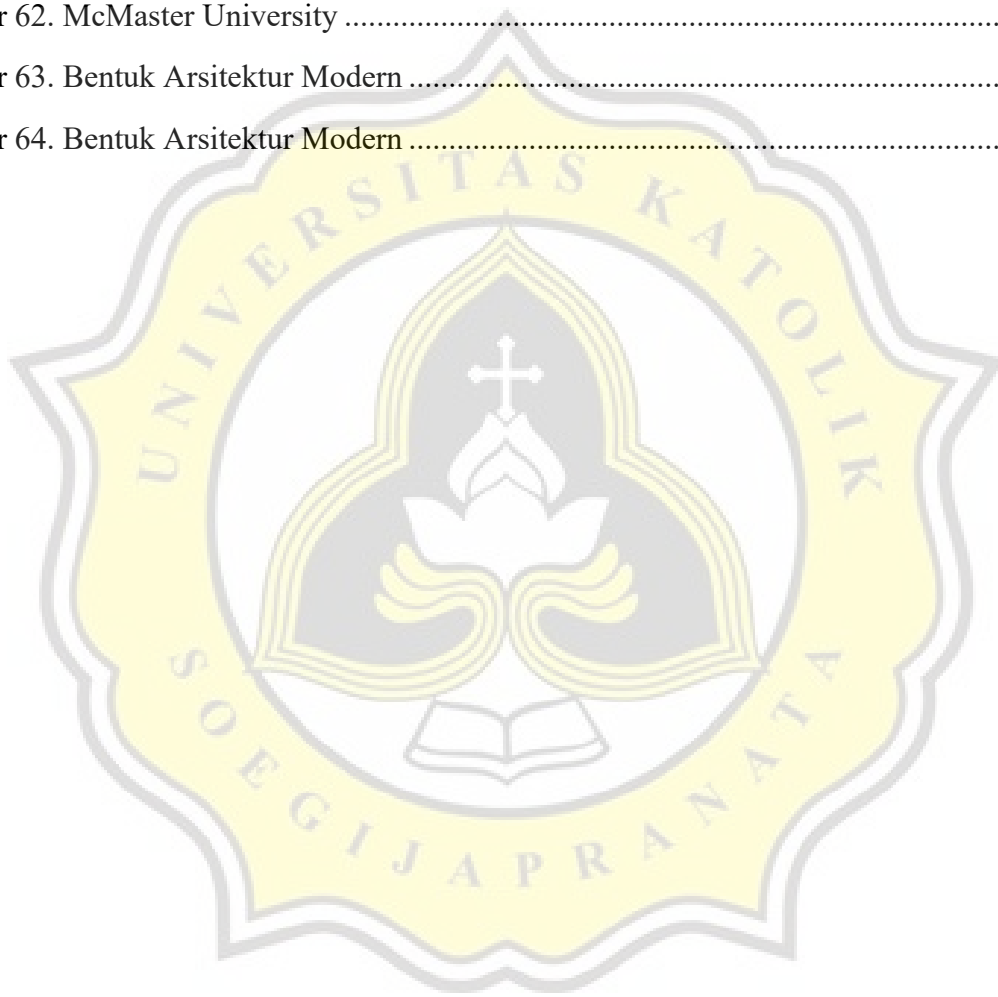 r 62. McMaster University ................................................................................
r 63. Bentuk Arsitektur Modern ........................................................................
r 64. Bentuk Arsitektur Modern ........................................................................
UNIVERSITAS KATOLIK
SOEGIJAPRANATA